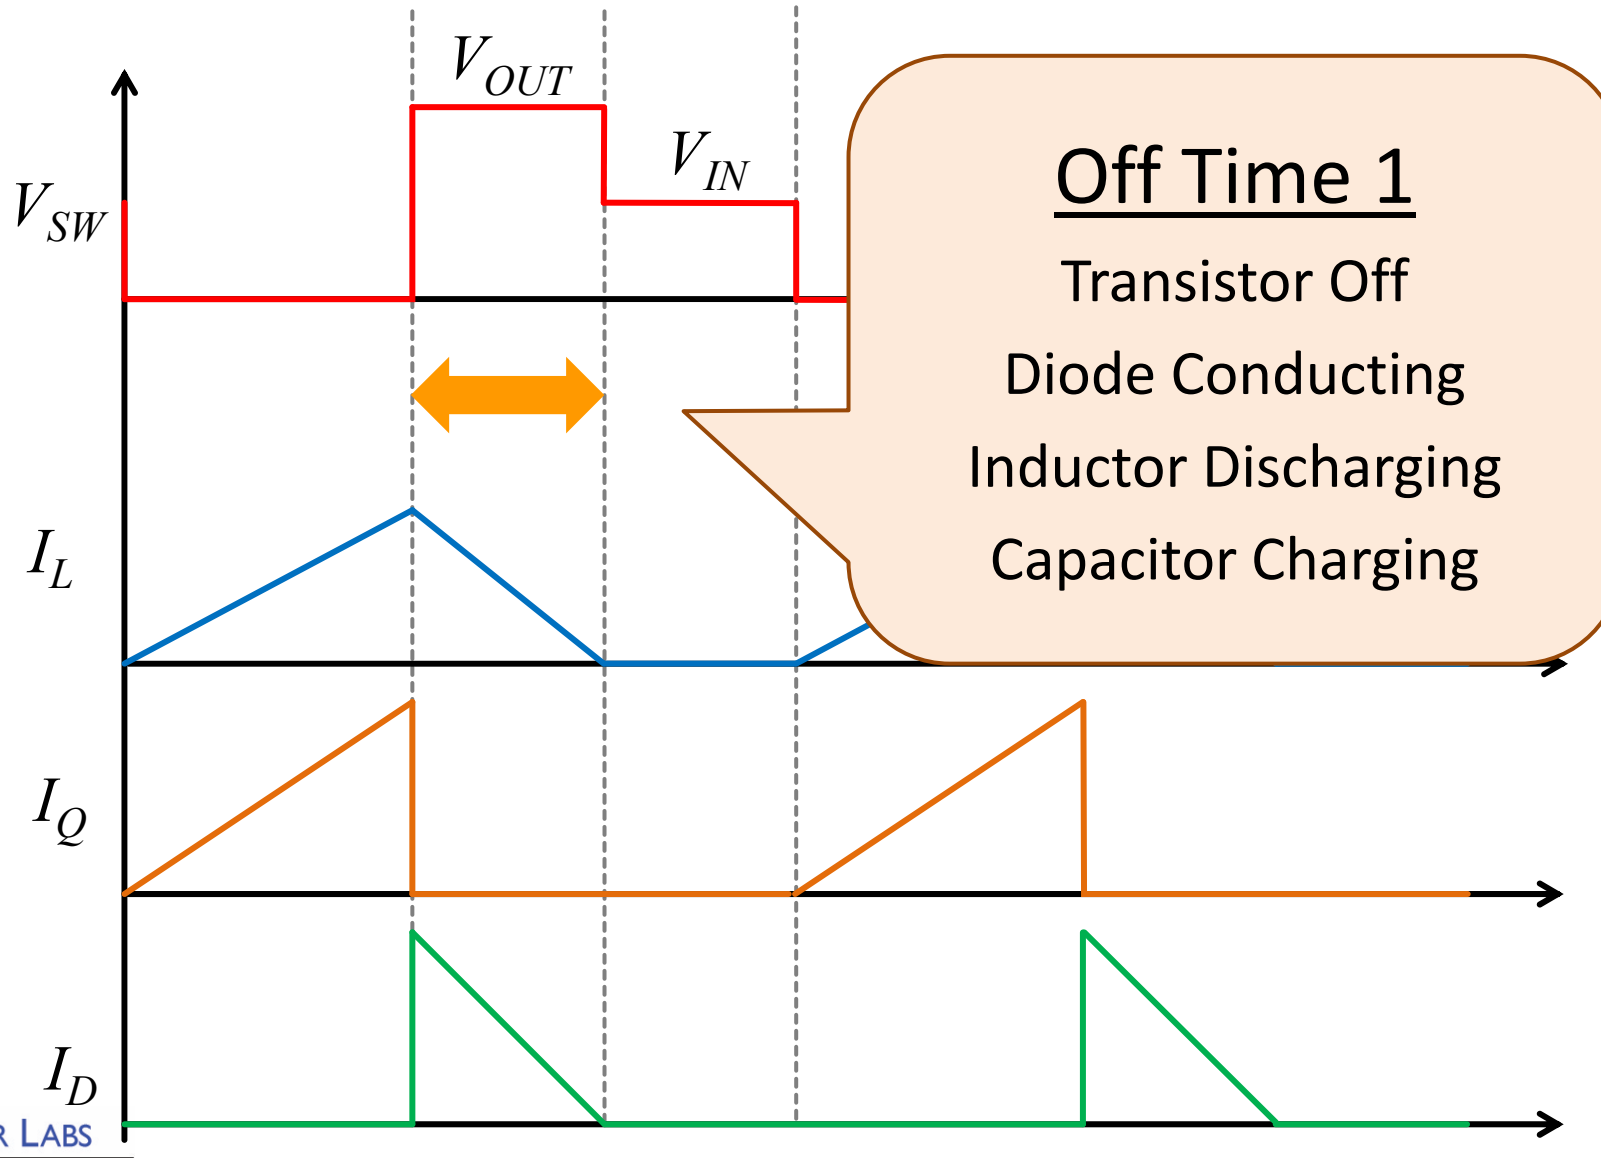 V_OUT
V_IN
V_SW
Off Time 1
Transistor Off
Diode Conducting
Inductor Discharging
Capacitor Charging
I_L
I_Q
I_D
R LABS